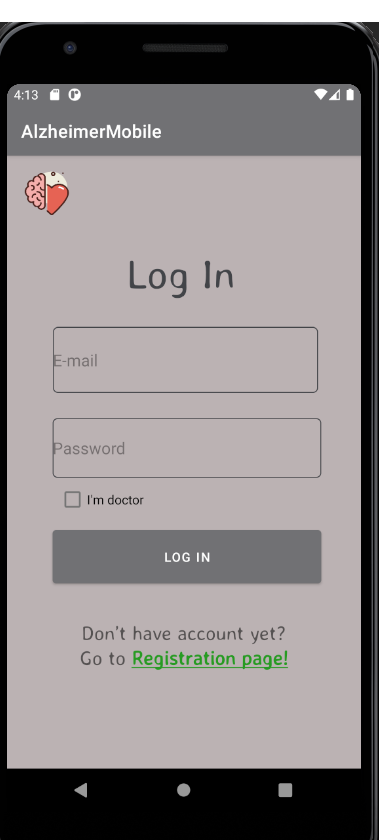 4:13
AlzheimerMobile
Log In
E-mail
Password
I'm doctor
LOG IN
Don't have account yet?
Go to Registration page!